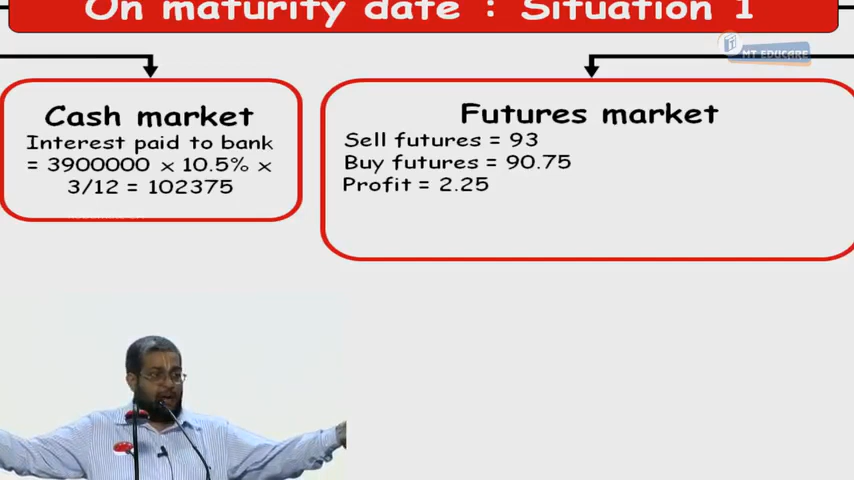 On maturity date : Situation 1
MT EDUCARE
Cash market
Interest paid to bank
= 3900000 x 10.5% x
3/12 = 102375
Futures market
Sell futures = 93
Buy futures = 90.75
Profit = 2.25